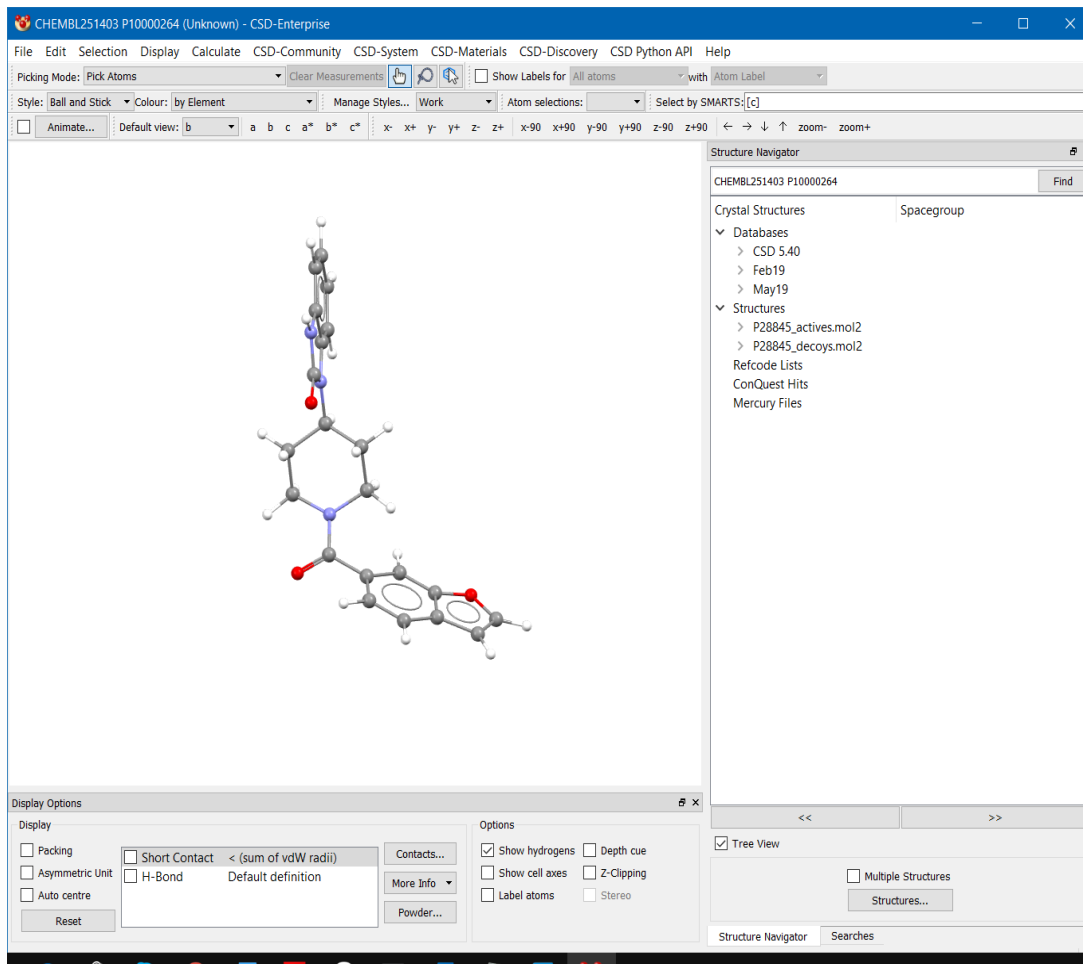 CHEMBL251403 P10000264 (Unknown) - CSD-Enterprise
File Edit Selection Display Calculate CSD-Community CSD-System CSD-Materials CSD-Discovery CSD Python API Help
Picking Mode: Pick Atoms Clear Measurements Show Labels for All atoms with Atom Label
Style: Ball and Stick Colour: by Element Manage Styles... Work Atom selections: Select by SMARTS: [c]
Animate... Default view: b a b c a* b* c* x- x+ y- y+ z- z+ x-90 x+90 y-90 y+90 z-90 z+90 ← → ↓ ↑ zoom- zoom+
Structure Navigator
CHEMBL251403 P10000264 Find
Crystal Structures Spacegroup
Databases
CSD 5.40
Feb19
May19
Structures
P28845_actives.mol2
P28845_decoys.mol2
Refcode Lists
ConQuest Hits
Mercury Files
<< >>
Tree View
Multiple Structures
Structures...
Structure Navigator Searches
Display Options
Display
Packing
Asymmetric Unit
Auto centre
Reset
Short Contact < (sum of vdW radii)
H-Bond Default definition
Contacts...
More Info
Powder...
Options
Show hydrogens Depth cue
Show cell axes Z-Clipping
Label atoms Stereo